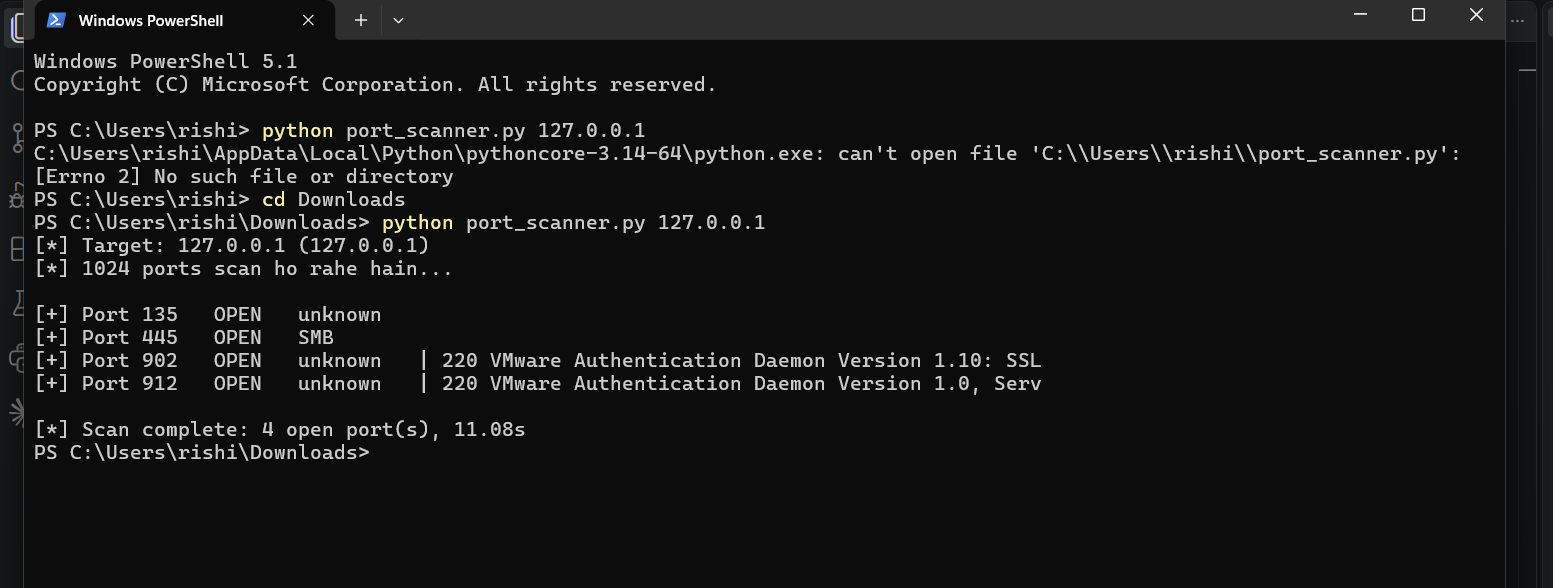 Windows PowerShell
Windows PowerShell 5.1
Copyright (C) Microsoft Corporation. All rights reserved.
PS C:\Users\rishi> python port_scanner.py 127.0.0.1
C:\Users\rishi\AppData\Local\Python\pythoncore-3.14-64\python.exe: can't open file 'C:\\Users\\rishi\\port_scanner.py':
[Errno 2] No such file or directory
PS C:\Users\rishi> cd Downloads
PS C:\Users\rishi\Downloads> python port_scanner.py 127.0.0.1
[*] Target: 127.0.0.1 (127.0.0.1)
[*] 1024 ports scan ho rahe hain...
[+] Port 135   OPEN   unknown
[+] Port 445   OPEN   SMB
[+] Port 902   OPEN   unknown   | 220 VMware Authentication Daemon Version 1.10: SSL
[+] Port 912   OPEN   unknown   | 220 VMware Authentication Daemon Version 1.0, Serv
[*] Scan complete: 4 open port(s), 11.08s
PS C:\Users\rishi\Downloads>